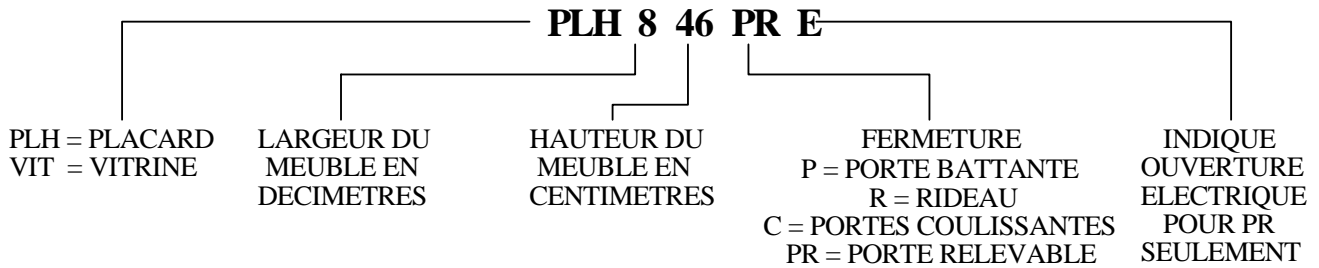 PLH 8 46 PR E
PLH = PLACARD
VIT = VITRINE
LARGEUR DU
MEUBLE EN
DECIMETRES
HAUTEUR DU
MEUBLE EN
CENTIMETRES
FERMETURE
P = PORTE BATTANTE
R = RIDEAU
C = PORTES COULISSANTES
PR = PORTE RELEVABLE
INDIQUE
OUVERTURE
ELECTRIQUE
POUR PR
SEULEMENT